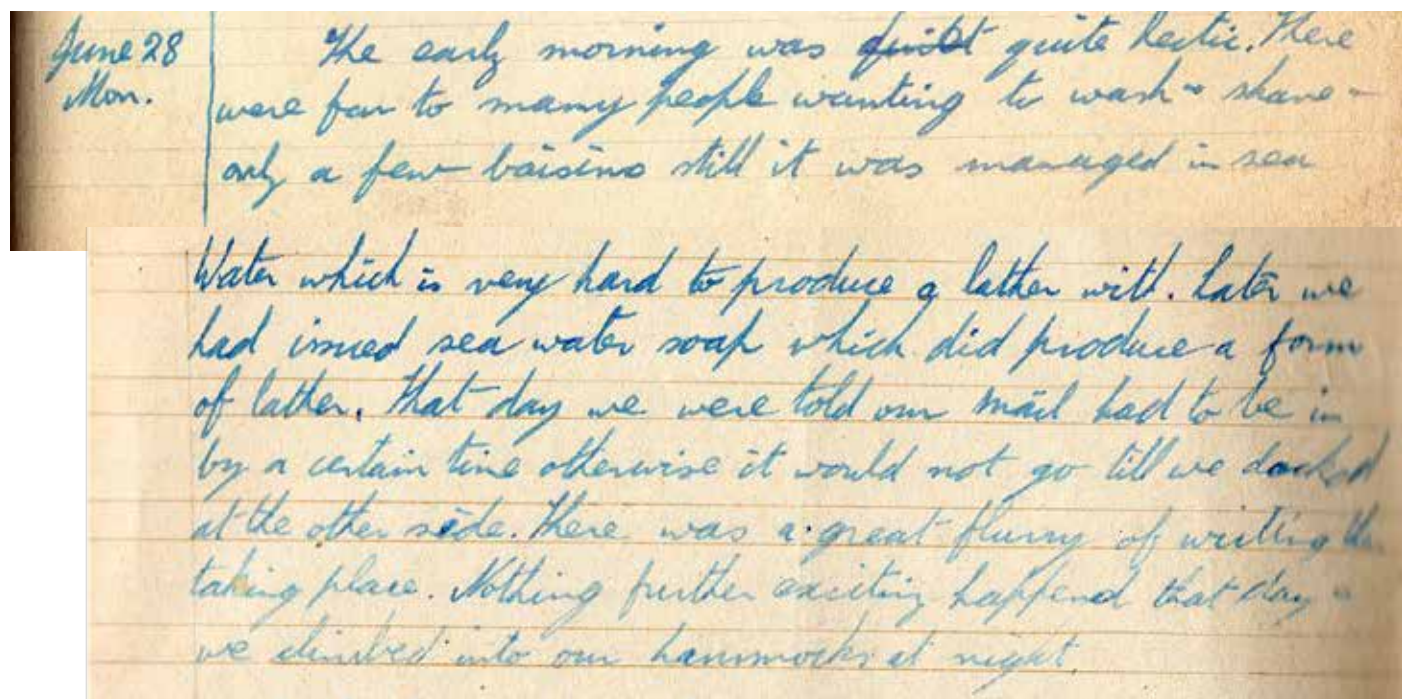 June 28 The early morning was quiet quite hectic. There
Mon. were far to many people wanting to wash & shave &
only a few baisins still it was managed in sea
Water which is very hard to produce a lather with. Later we
had issued sea water soap which did produce a form
of lather. That day we were told our mail had to be in
by a certain time otherwise it would not go till we docked
at the other side. There was a great flurry of writing then
taking place. Nothing further exciting happend that day &
we climbed into our hammocks at night